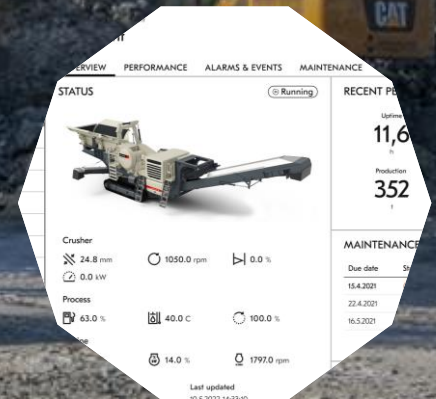 CAT
PERFORMANCE
ALARMS & EVENTS
MAINTENANCE
STATUS
Running
RECENT
Uptime
11,6
h
Production
352
t
Crusher
24.8 mm
1050.0 rpm
0.0 %
0.0 kW
MAINTENANCE
Due date
15.4.2021
22.4.2021
16.5.2021
Process
63.0 %
40.0 C
100.0 %
14.0 %
1797.0 rpm
Last updated